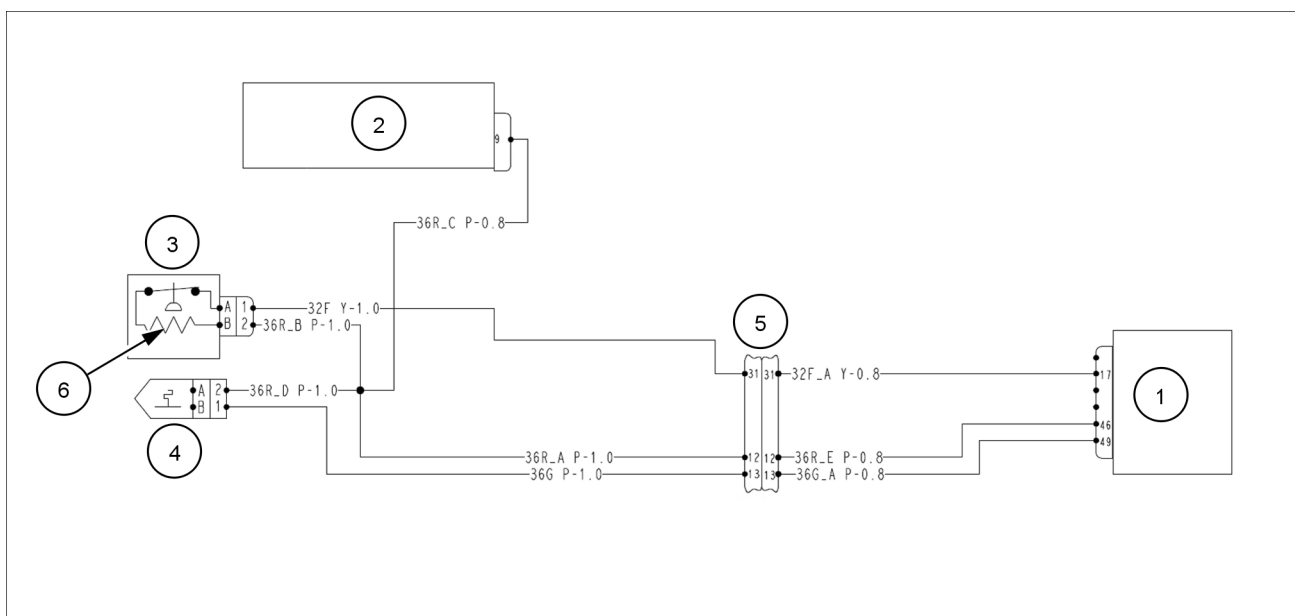 2
9
36R_C P-0.8
3
A 1
32F Y-1.0
B 2
36R_B P-1.0
5
6
31 31
32F_A Y-0.8
17
1
A 2
36R_D P-1.0
B 1
46
49
4
36R_A P-1.0
12 12
36R_E P-0.8
36G P-1.0
13 13
36G_A P-0.8